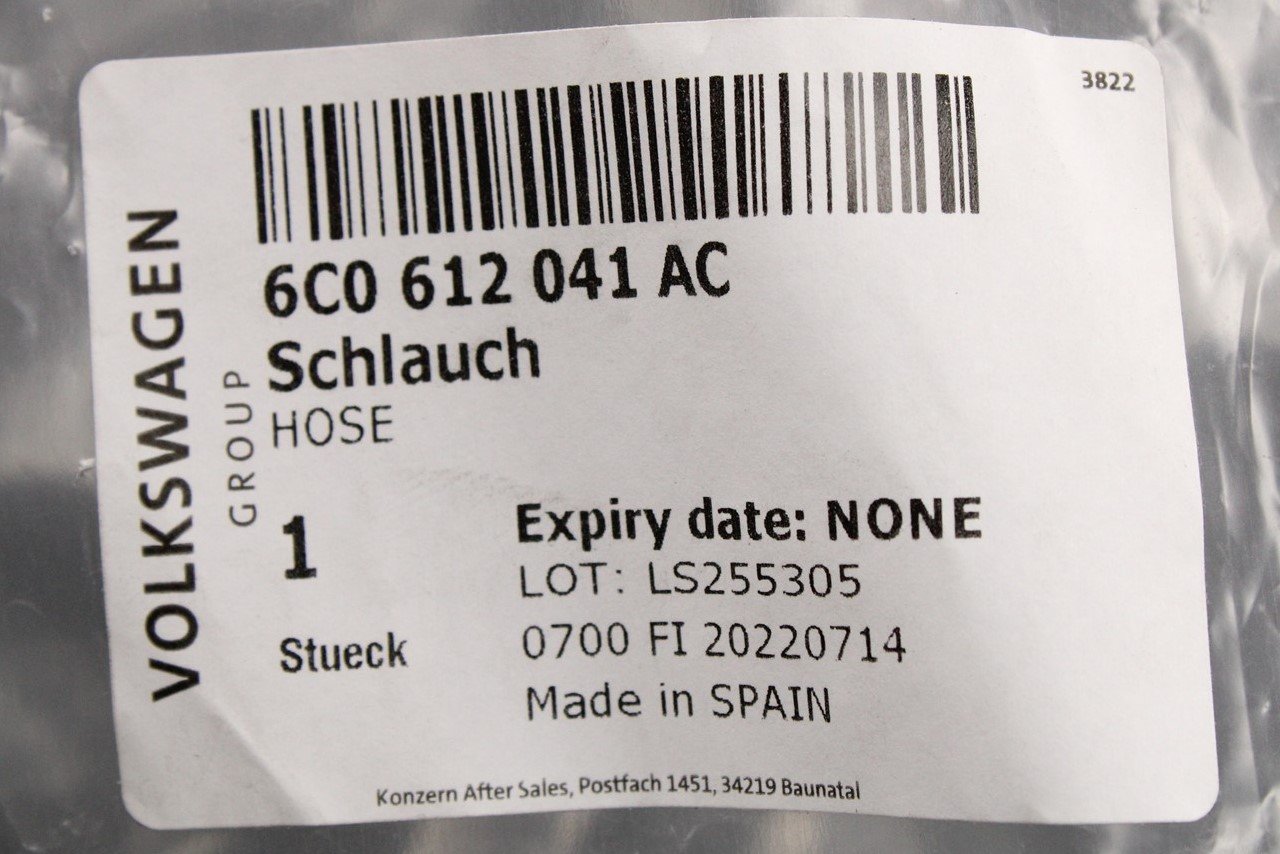 3822
VOLKSWAGEN
GROUP
6C0 612 041 AC
Schlauch
HOSE
1
Stueck
Expiry date: NONE
LOT: LS255305
0700 FI 20220714
Made in SPAIN
Konzern After Sales, Postfach 1451, 34219 Baunatal